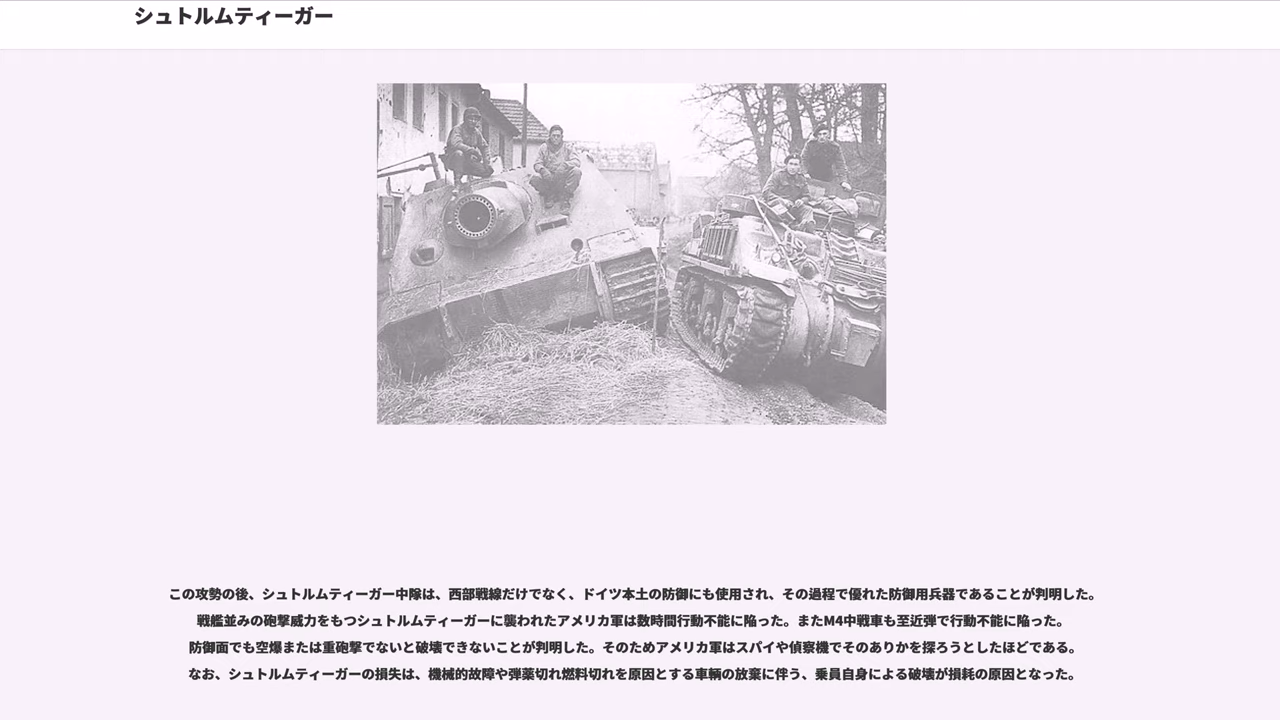 シュトルムティーガー
この攻勢の後、シュトルムティーガー中隊は、西部戦線だけでなく、ドイツ本土の防御にも使用され、その過程で優れた防御用兵器であることが判明した。
戦艦並みの砲撃威力をもつシュトルムティーガーに襲われたアメリカ軍は数時間行動不能に陥った。またM4中戦車も至近弾で行動不能に陥った。
防御面でも空爆または重砲撃でないと破壊できないことが判明した。そのためアメリカ軍はスパイや偵察機でそのありかを探ろうとしたほどである。
なお、シュトルムティーガーの損失は、機械的故障や弾薬切れ燃料切れを原因とする車輌の放棄に伴う、乗員自身による破壊が損耗の原因となった。